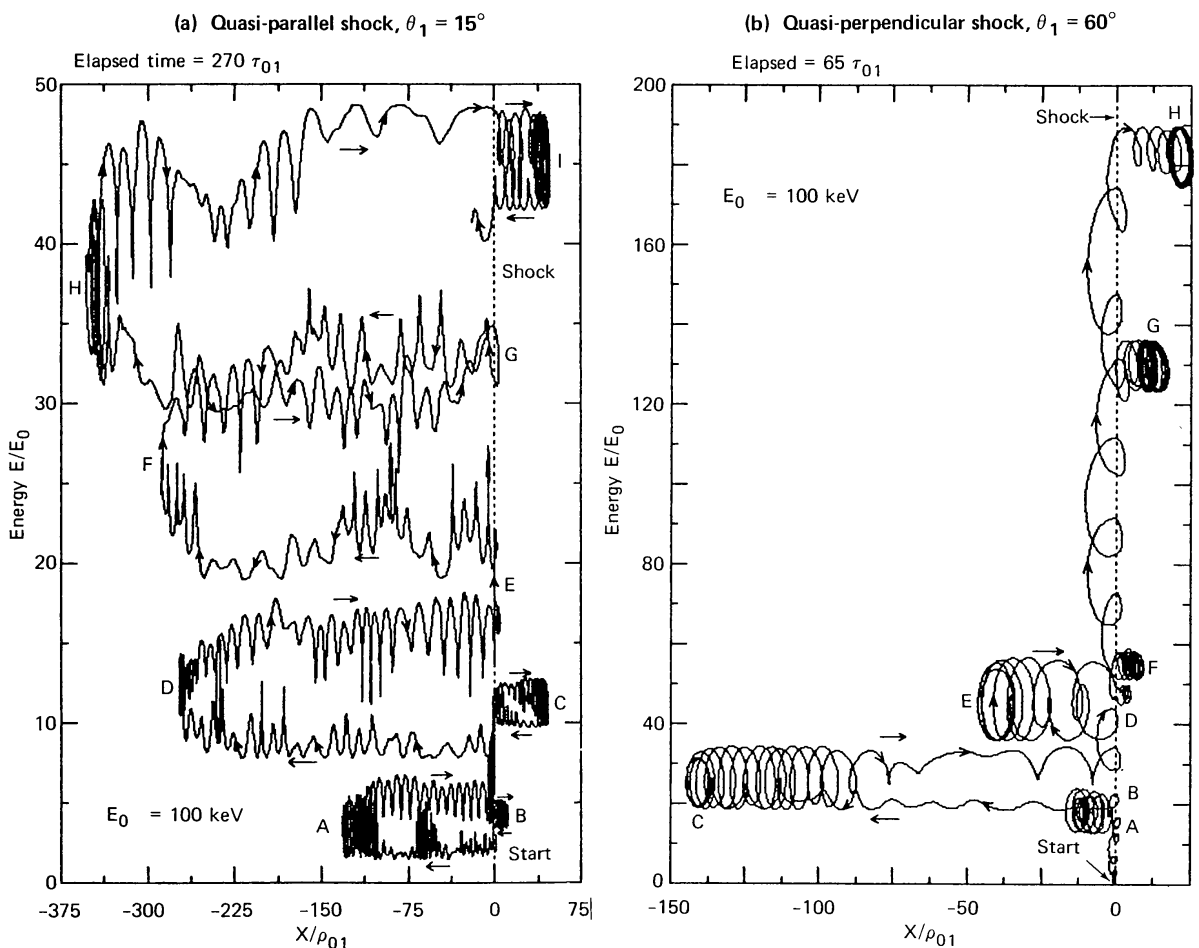 (a) Quasi-parallel shock, θ₁ = 15°
Elapsed time = 270 τ₀₁
50
40
30
20
10
0
Energy E/E₀
-375
-300
-225
-150
-75
0
75
X/ρ₀₁
I
H
Shock
G
F
E
D
C
E₀ = 100 keV
A
B
Start
(b) Quasi-perpendicular shock, θ₁ = 60°
Elapsed = 65 τ₀₁
200
160
120
80
40
0
Energy E/E₀
-150
-100
-50
0
X/ρ₀₁
Shock
H
E₀ = 100 keV
G
F
E
D
B
C
A
Start